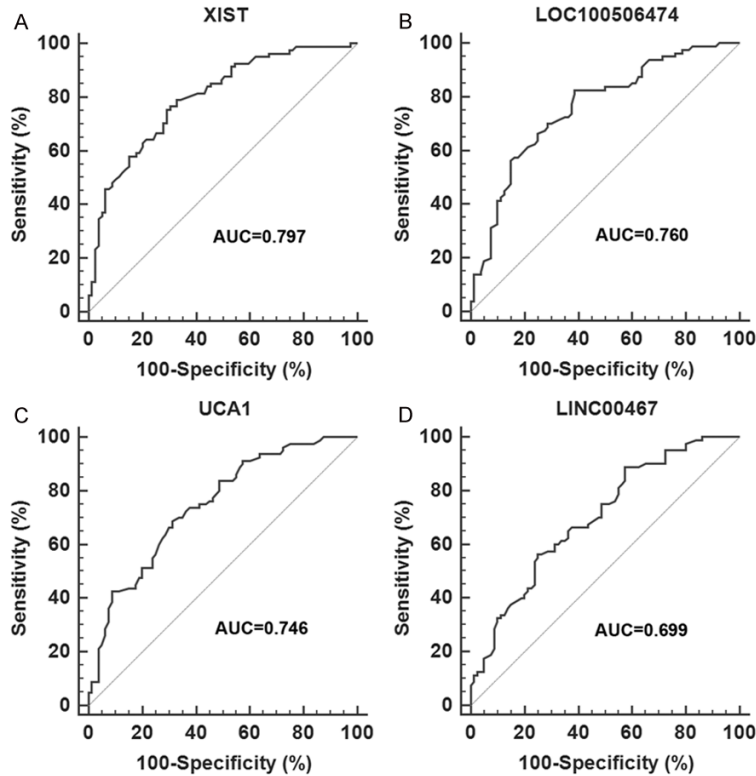 A
XIST
Sensitivity (%)
100
80
60
40
20
0
AUC=0.797
0 20 40 60 80 100
100-Specificity (%)
B
LOC100506474
Sensitivity (%)
100
80
60
40
20
0
AUC=0.760
0 20 40 60 80 100
100-Specificity (%)
C
UCA1
Sensitivity (%)
100
80
60
40
20
0
AUC=0.746
0 20 40 60 80 100
100-Specificity (%)
D
LINC00467
Sensitivity (%)
100
80
60
40
20
0
AUC=0.699
0 20 40 60 80 100
100-Specificity (%)